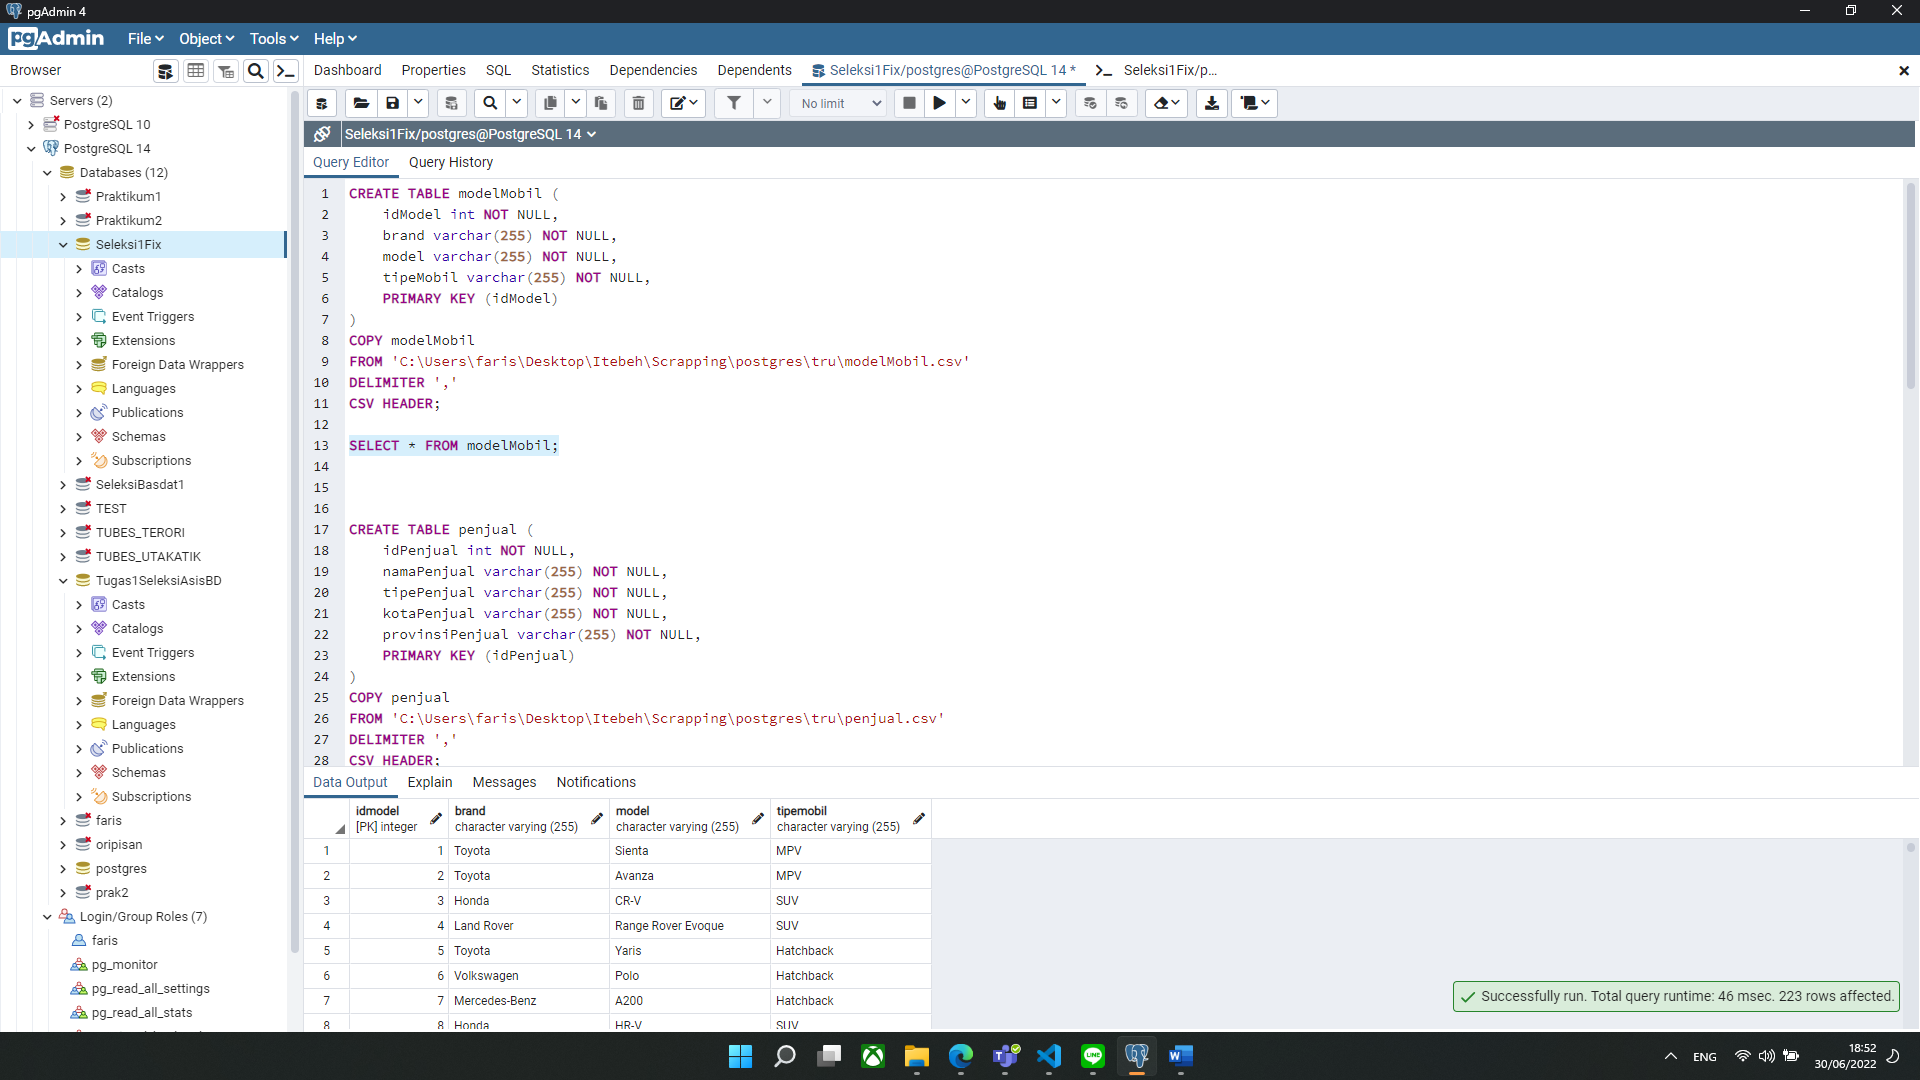 pgAdmin 4
pgAdmin
File
Object
Tools
Help
Browser
Dashboard
Properties
SQL
Statistics
Dependencies
Dependents
Seleksi1Fix/postgres@PostgreSQL 14 *
Seleksi1Fix/p...
No limit
Servers (2)
PostgreSQL 10
PostgreSQL 14
Databases (12)
Praktikum1
Praktikum2
Seleksi1Fix
Casts
Catalogs
Event Triggers
Extensions
Foreign Data Wrappers
Languages
Publications
Schemas
Subscriptions
SeleksiBasdat1
TEST
TUBES_TERORI
TUBES_UTAKATIK
Tugas1SeleksiAsisBD
Casts
Catalogs
Event Triggers
Extensions
Foreign Data Wrappers
Languages
Publications
Schemas
Subscriptions
faris
oripisan
postgres
prak2
Login/Group Roles (7)
faris
pg_monitor
pg_read_all_settings
pg_read_all_stats
Seleksi1Fix/postgres@PostgreSQL 14
Query Editor
Query History
1 CREATE TABLE modelMobil (
2 idModel int NOT NULL,
3 brand varchar(255) NOT NULL,
4 model varchar(255) NOT NULL,
5 tipeMobil varchar(255) NOT NULL,
6 PRIMARY KEY (idModel)
7 )
8 COPY modelMobil
9 FROM 'C:\Users\faris\Desktop\Itebeh\Scrapping\postgres\tru\modelMobil.csv'
10 DELIMITER ','
11 CSV HEADER;
12
13 SELECT * FROM modelMobil;
14
15
16
17 CREATE TABLE penjual (
18 idPenjual int NOT NULL,
19 namaPenjual varchar(255) NOT NULL,
20 tipePenjual varchar(255) NOT NULL,
21 kotaPenjual varchar(255) NOT NULL,
22 provinsiPenjual varchar(255) NOT NULL,
23 PRIMARY KEY (idPenjual)
24 )
25 COPY penjual
26 FROM 'C:\Users\faris\Desktop\Itebeh\Scrapping\postgres\tru\penjual.csv'
27 DELIMITER ','
28 CSV HEADER;
Data Output
Explain
Messages
Notifications
idmodel brand model tipemobil
[PK] integer character varying (255) character varying (255) character varying (255)
1 1 Toyota Sienta MPV
2 2 Toyota Avanza MPV
3 3 Honda CR-V SUV
4 4 Land Rover Range Rover Evoque SUV
5 5 Toyota Yaris Hatchback
6 6 Volkswagen Polo Hatchback
7 7 Mercedes-Benz A200 Hatchback
8 8 Honda HR-V SUV
Successfully run. Total query runtime: 46 msec. 223 rows affected.
LINE
ENG
18:52
30/06/2022